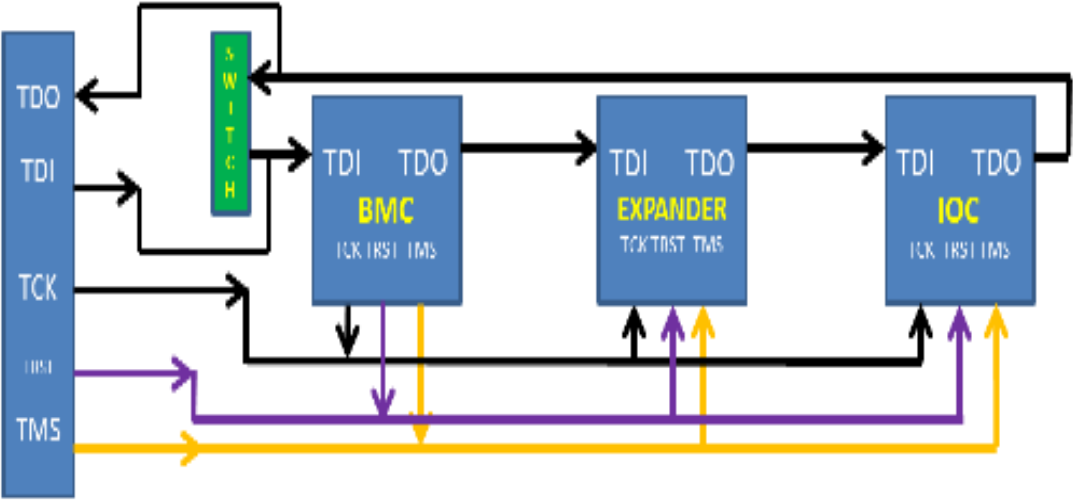 TDO
TDI
TCK
TRST
TMS
SWITCH
TDI TDO
BMC
TCK TRST TMS
TDI TDO
EXPANDER
TCK TRST TMS
TDI TDO
IOC
TCK TRST TMS